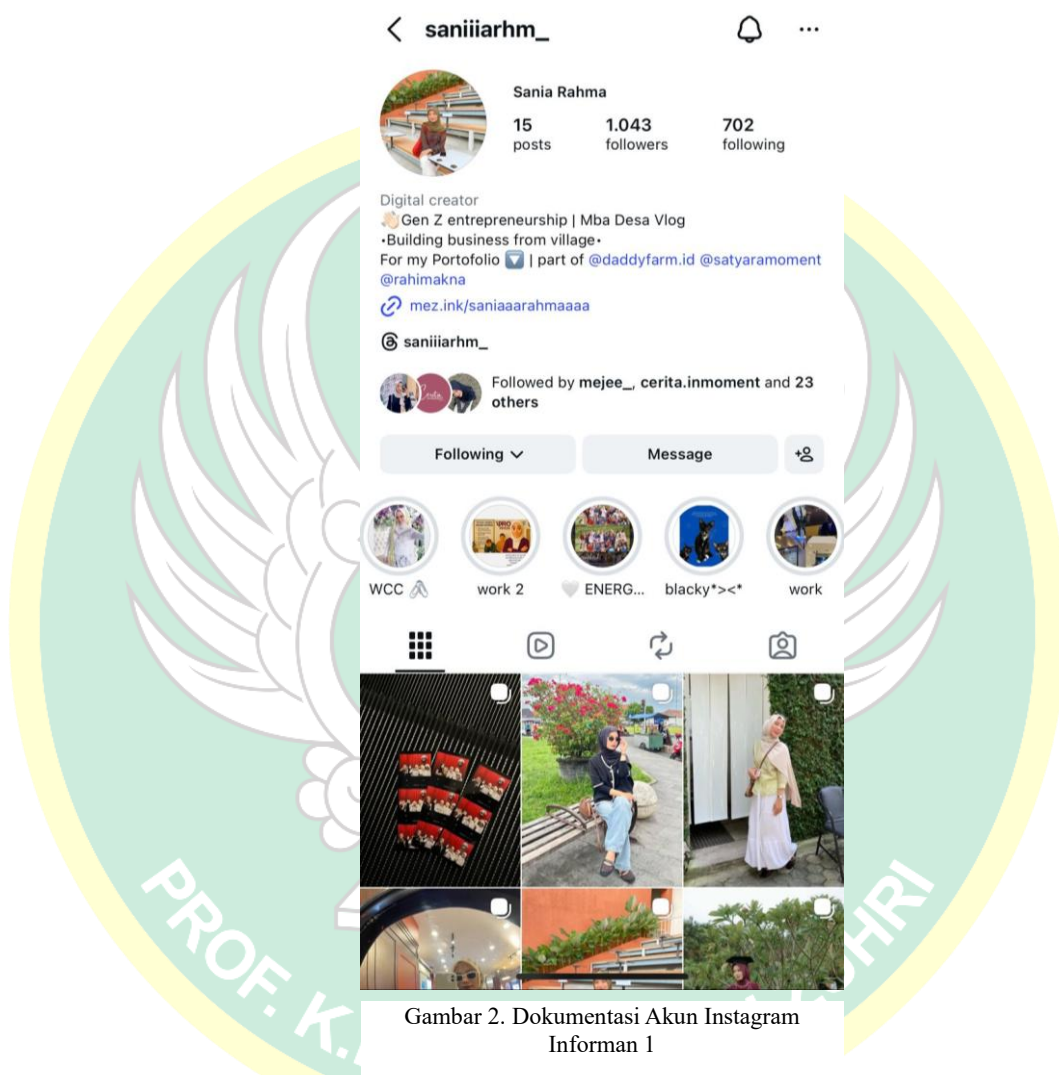 saniiiarhm_
Sania Rahma
15 1.043 702
posts followers following
Digital creator
👏🏻Gen Z entrepreneurship | Mba Desa Vlog
•Building business from village•
For my Portofolio 🔽 | part of @daddyfarm.id @satyaramoment
@rahimakna
mez.ink/saniaaarahmaaaa
saniiiarhm_
Followed by mejee_, cerita.inmoment and 23
others
Following Message
WCC work 2 🤍 ENERG... blacky*><* work
PROF. K.
UHRI
Gambar 2. Dokumentasi Akun Instagram
Informan 1